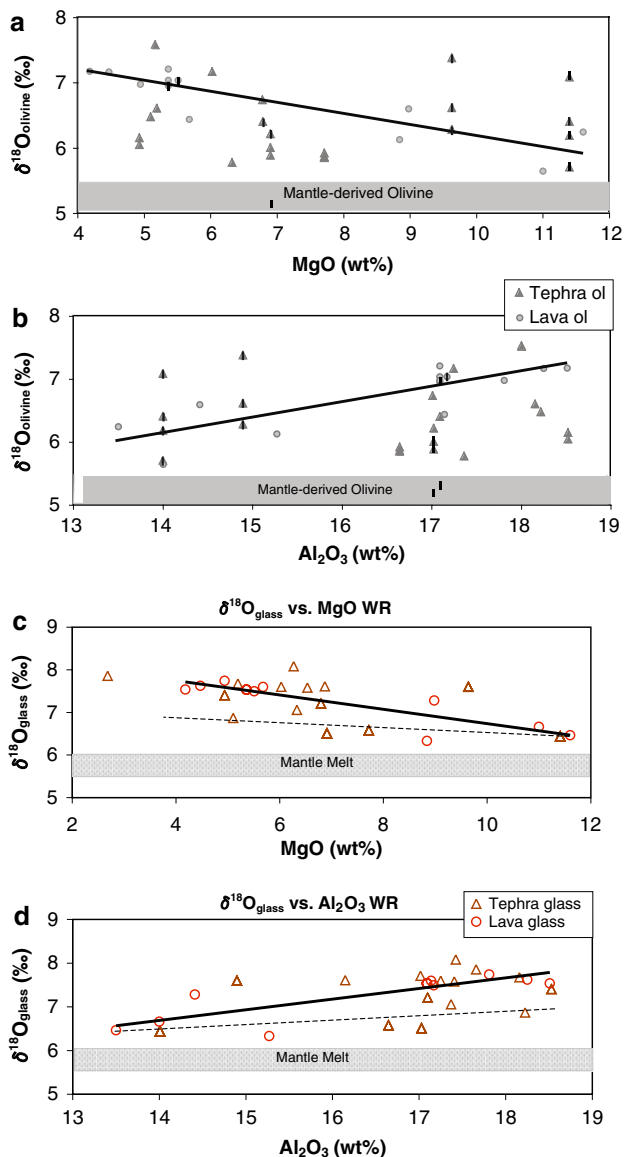 a
8
7
6
5
δ¹⁸Oolivine (‰)
Mantle-derived Olivine
4 5 6 7 8 9 10 11 12
MgO (wt%)
Tephra ol
Lava ol
b
8
7
6
5
δ¹⁸Oolivine (‰)
Mantle-derived Olivine
13 14 15 16 17 18 19
Al₂O₃ (wt%)
c
δ¹⁸Oglass vs. MgO WR
9
8
7
6
5
δ¹⁸Oglass (‰)
Mantle Melt
2 4 6 8 10 12
MgO (wt%)
d
δ¹⁸Oglass vs. Al₂O₃ WR
Tephra glass
Lava glass
9
8
7
6
5
δ¹⁸Oglass (‰)
Mantle Melt
13 14 15 16 17 18 19
Al₂O₃ (wt%)